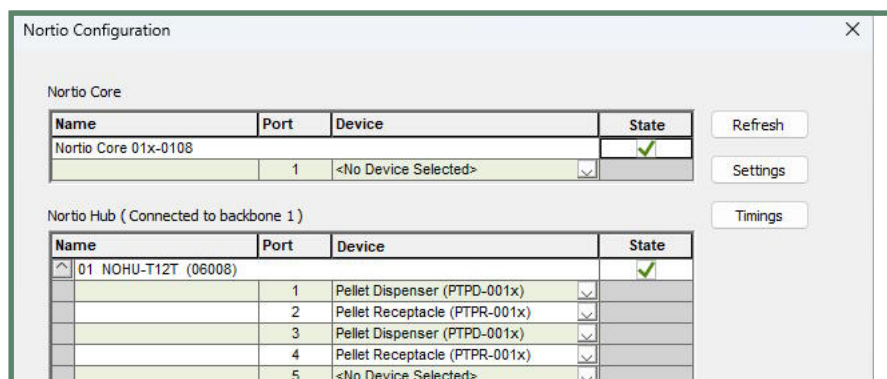 Nortio Configuration
Nortio Core
Name Port Device State Refresh
Nortio Core 01x-0108
1 <No Device Selected> Settings
Nortio Hub ( Connected to backbone 1 ) Timings
Name Port Device State
01 NOHU-T12T (06008)
1 Pellet Dispenser (PTPD-001x)
2 Pellet Receptacle (PTPR-001x)
3 Pellet Dispenser (PTPD-001x)
4 Pellet Receptacle (PTPR-001x)
5 <No Device Selected>